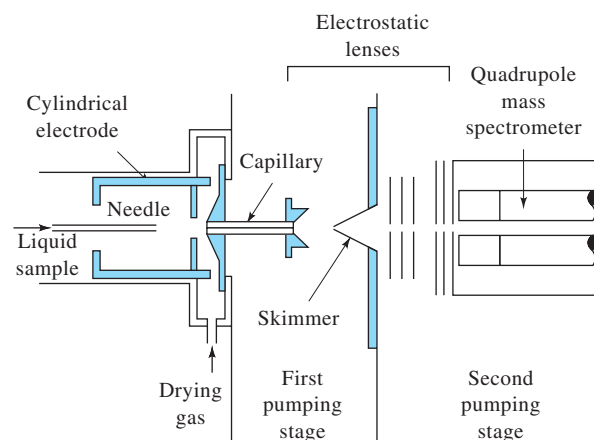 Electrostatic
lenses
Quadrupole
mass
spectrometer
Cylindrical
electrode
Capillary
Needle
Liquid
sample
Skimmer
Drying
gas
First
pumping
stage
Second
pumping
stage